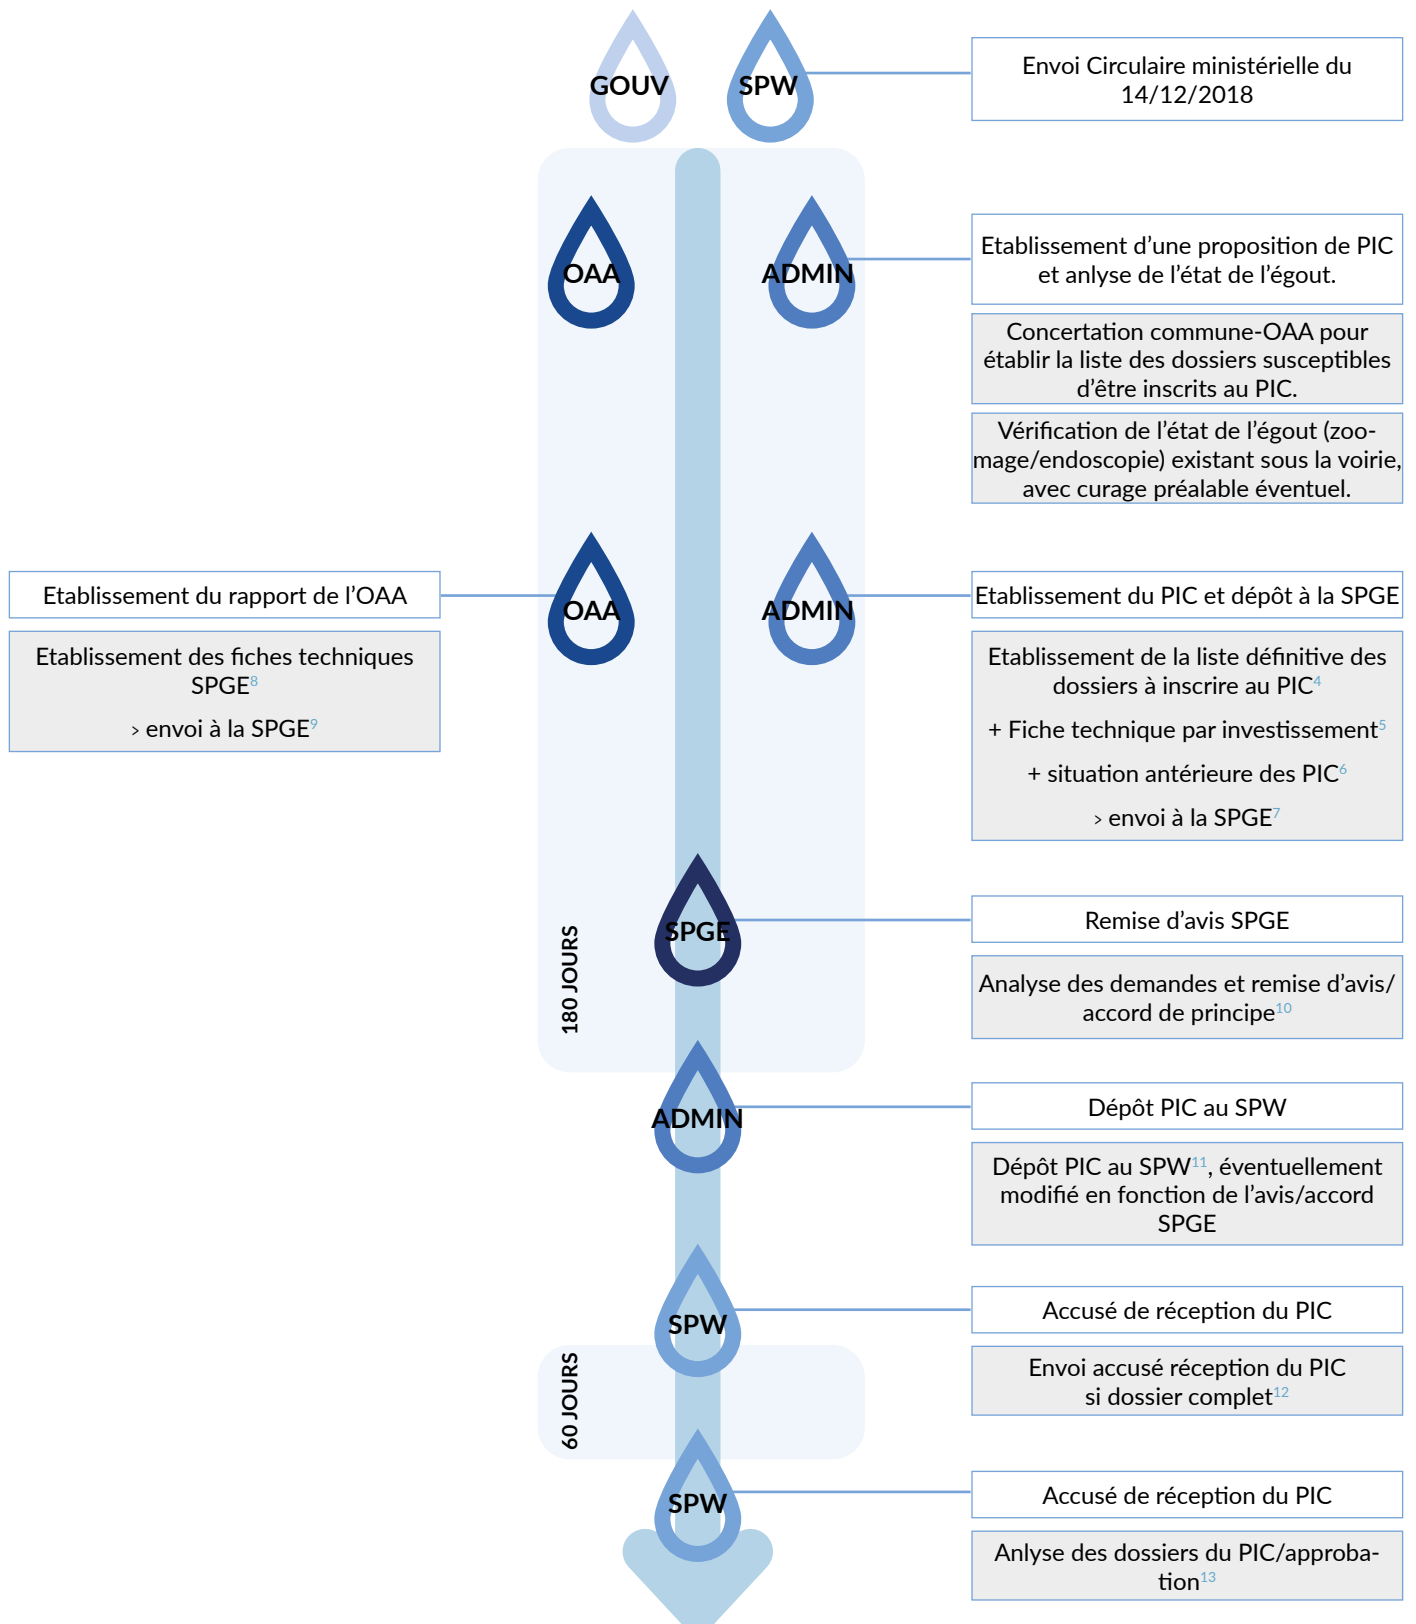 GOUV
SPW
Envoi Circulaire ministérielle du
14/12/2018
OAA
ADMIN
Etablissement d’une proposition de PIC
et anlyse de l’état de l’égout.
Concertation commune-OAA pour
établir la liste des dossiers susceptibles
d’être inscrits au PIC.
Vérification de l’état de l’égout (zoo-
mage/endoscopie) existant sous la voirie,
avec curage préalable éventuel.
Etablissement du rapport de l’OAA
OAA
ADMIN
Etablissement du PIC et dépôt à la SPGE
Etablissement des fiches techniques
SPGE8
> envoi à la SPGE9
Etablissement de la liste définitive des
dossiers à inscrire au PIC4
+ Fiche technique par investissement5
+ situation antérieure des PIC6
> envoi à la SPGE7
180 JOURS
SPGE
Remise d’avis SPGE
Analyse des demandes et remise d’avis/
accord de principe10
ADMIN
Dépôt PIC au SPW
Dépôt PIC au SPW11, éventuellement
modifié en fonction de l’avis/accord
SPGE
SPW
Accusé de réception du PIC
Envoi accusé réception du PIC
si dossier complet12
60 JOURS
SPW
Accusé de réception du PIC
Anlyse des dossiers du PIC/approba-
tion13